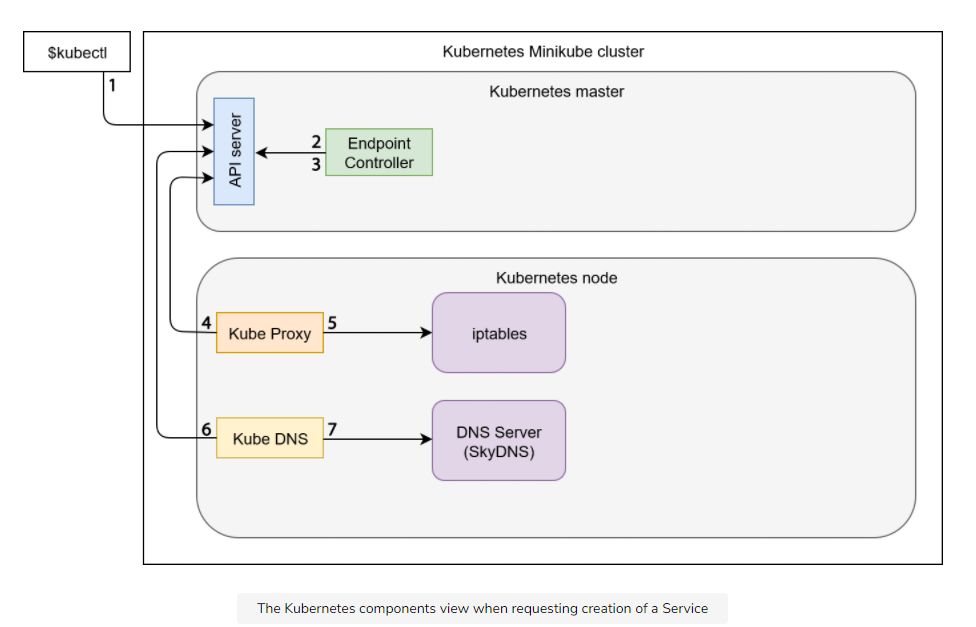 $kubectl
Kubernetes Minikube cluster
1
Kubernetes master
API server
2
3
Endpoint
Controller
Kubernetes node
4
Kube Proxy
5
iptables
6
Kube DNS
7
DNS Server
(SkyDNS)
The Kubernetes components view when requesting creation of a Service